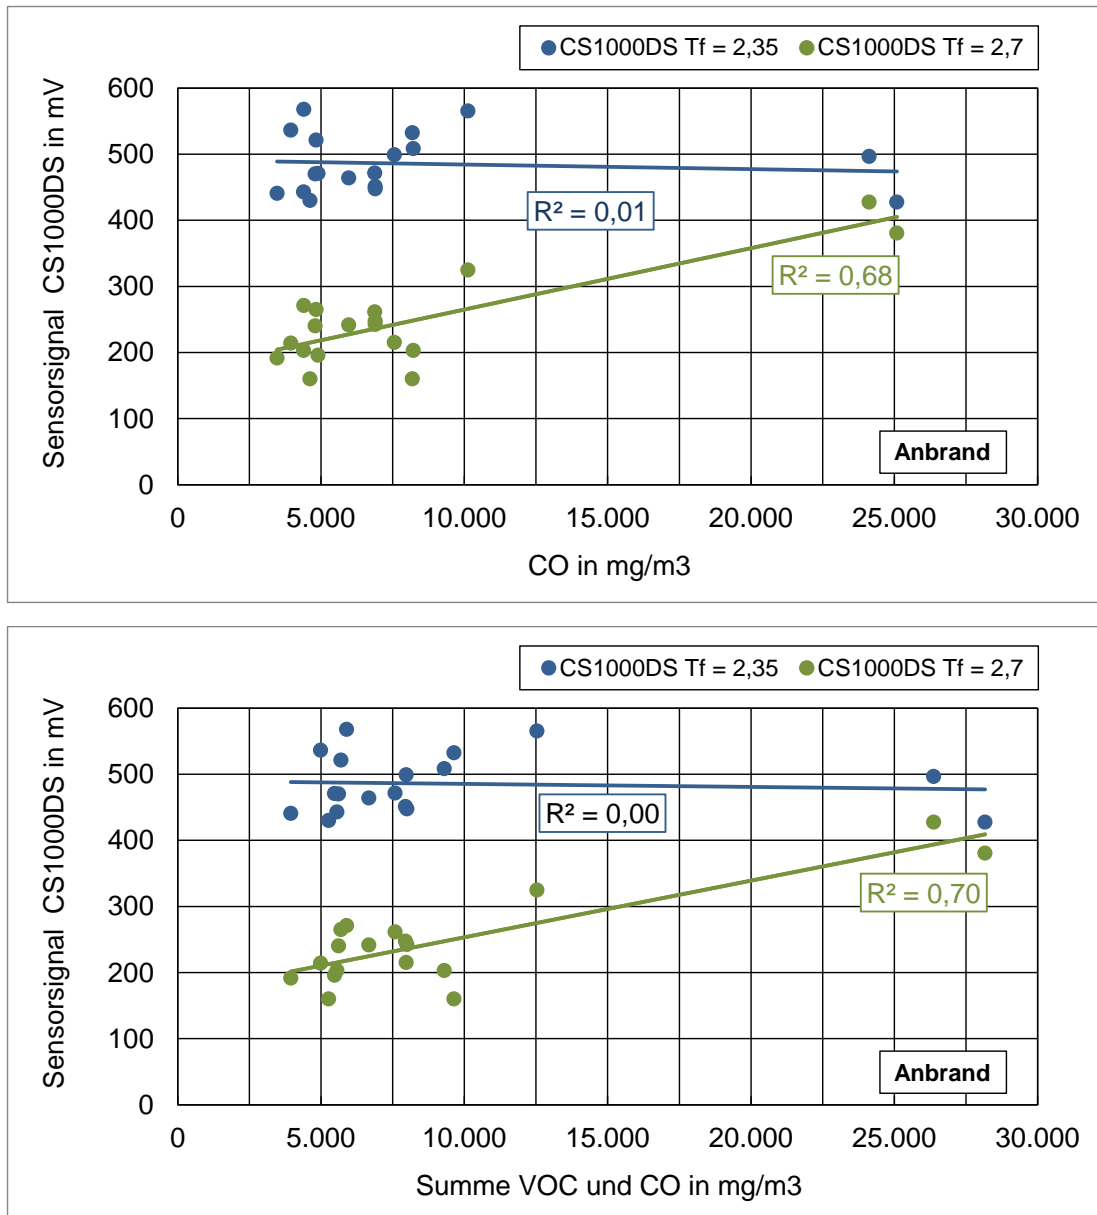 CS1000DS Tf = 2,35 CS1000DS Tf = 2,7
Sensorsignal CS1000DS in mV
600
500
400
300
200
100
0
R² = 0,01
R² = 0,68
Anbrand
0 5.000 10.000 15.000 20.000 25.000 30.000
CO in mg/m3
CS1000DS Tf = 2,35 CS1000DS Tf = 2,7
Sensorsignal CS1000DS in mV
600
500
400
300
200
100
0
R² = 0,00
R² = 0,70
Anbrand
0 5.000 10.000 15.000 20.000 25.000 30.000
Summe VOC und CO in mg/m3